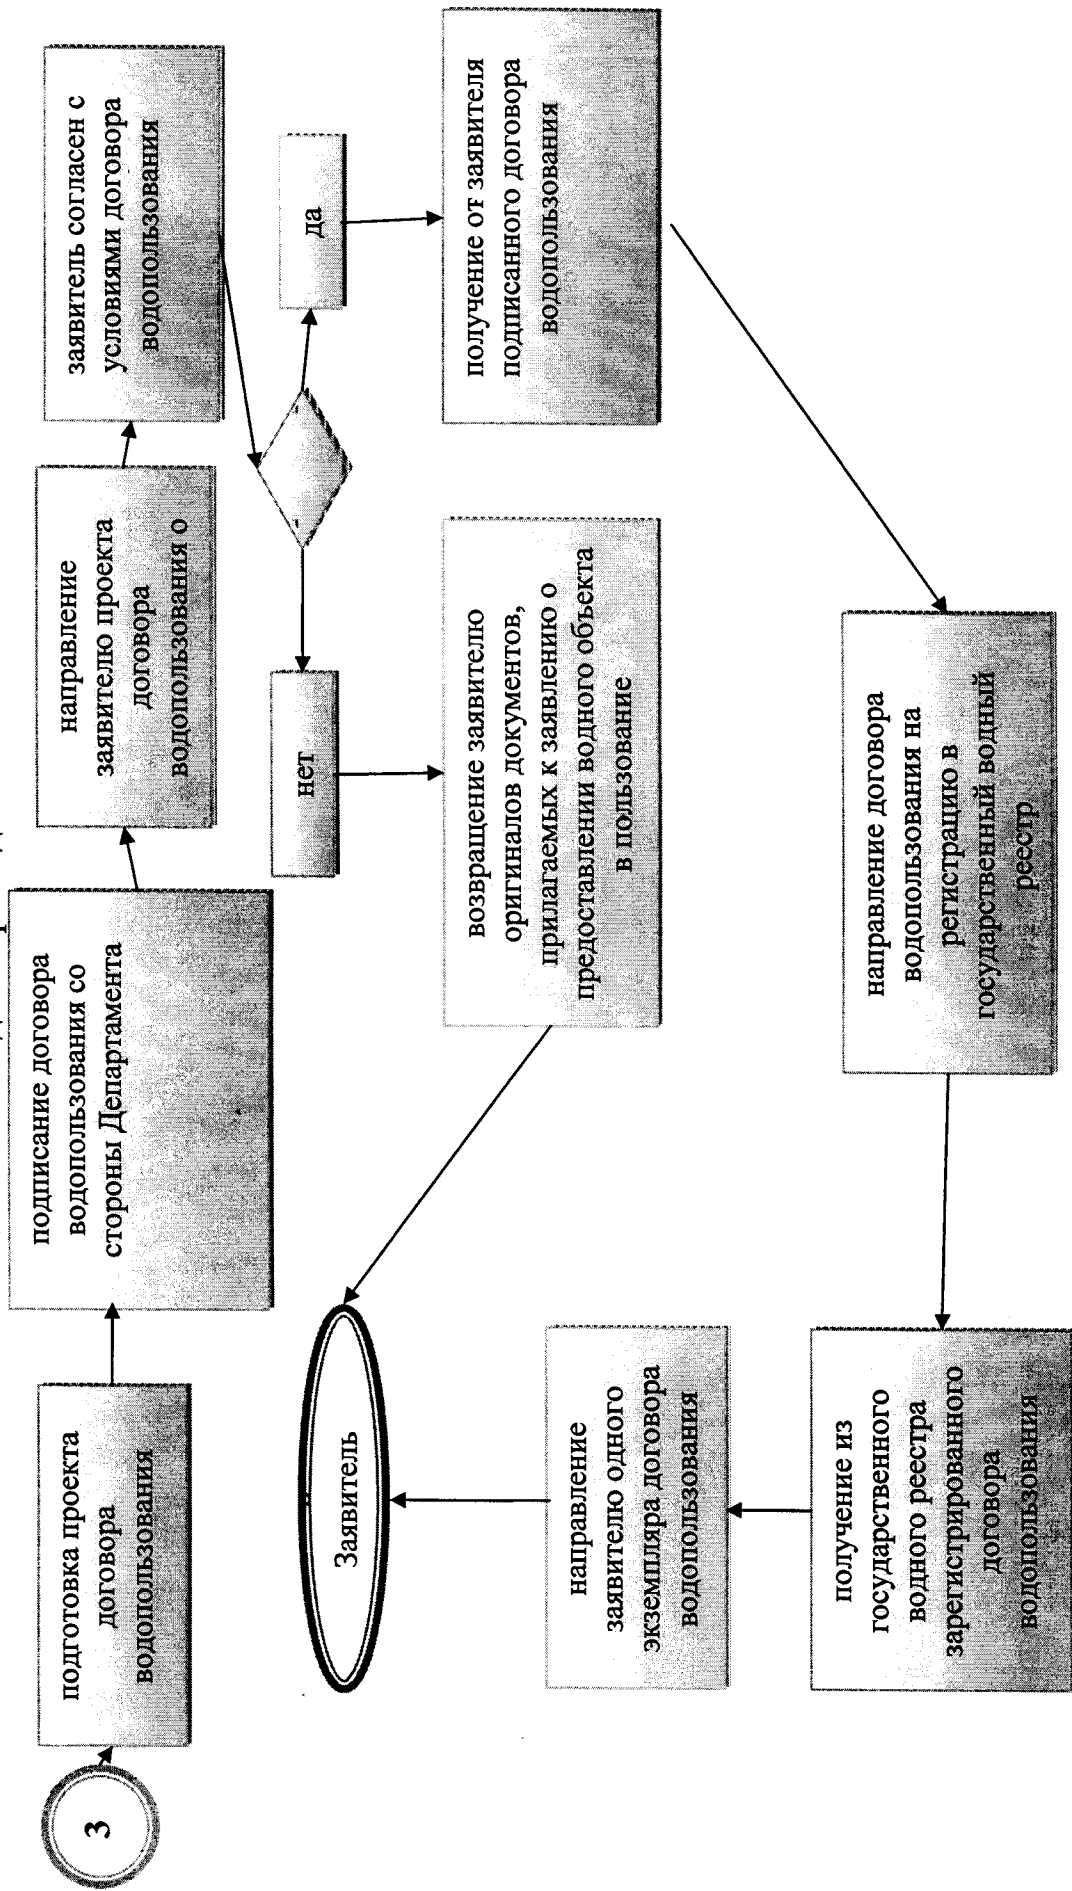 3
подготовка проекта
договора
водопользования
подписание договора
водопользования со
стороны Департамента
направление
заявителю проекта
договора
водопользования о
заявитель согласен с
условиями договора
водопользования
нет
да
Заявитель
возвращение заявителю
оригиналов документов,
прилагаемых к заявлению о
предоставлении водного объекта
в пользование
получение от заявителя
подписанного договора
водопользования
направление
заявителю одного
экземпляра договора
водопользования
получение из
государственного
водного реестра
зарегистрированного
договора
водопользования
направление договора
водопользования на
регистрацию в
государственный водный
реестр